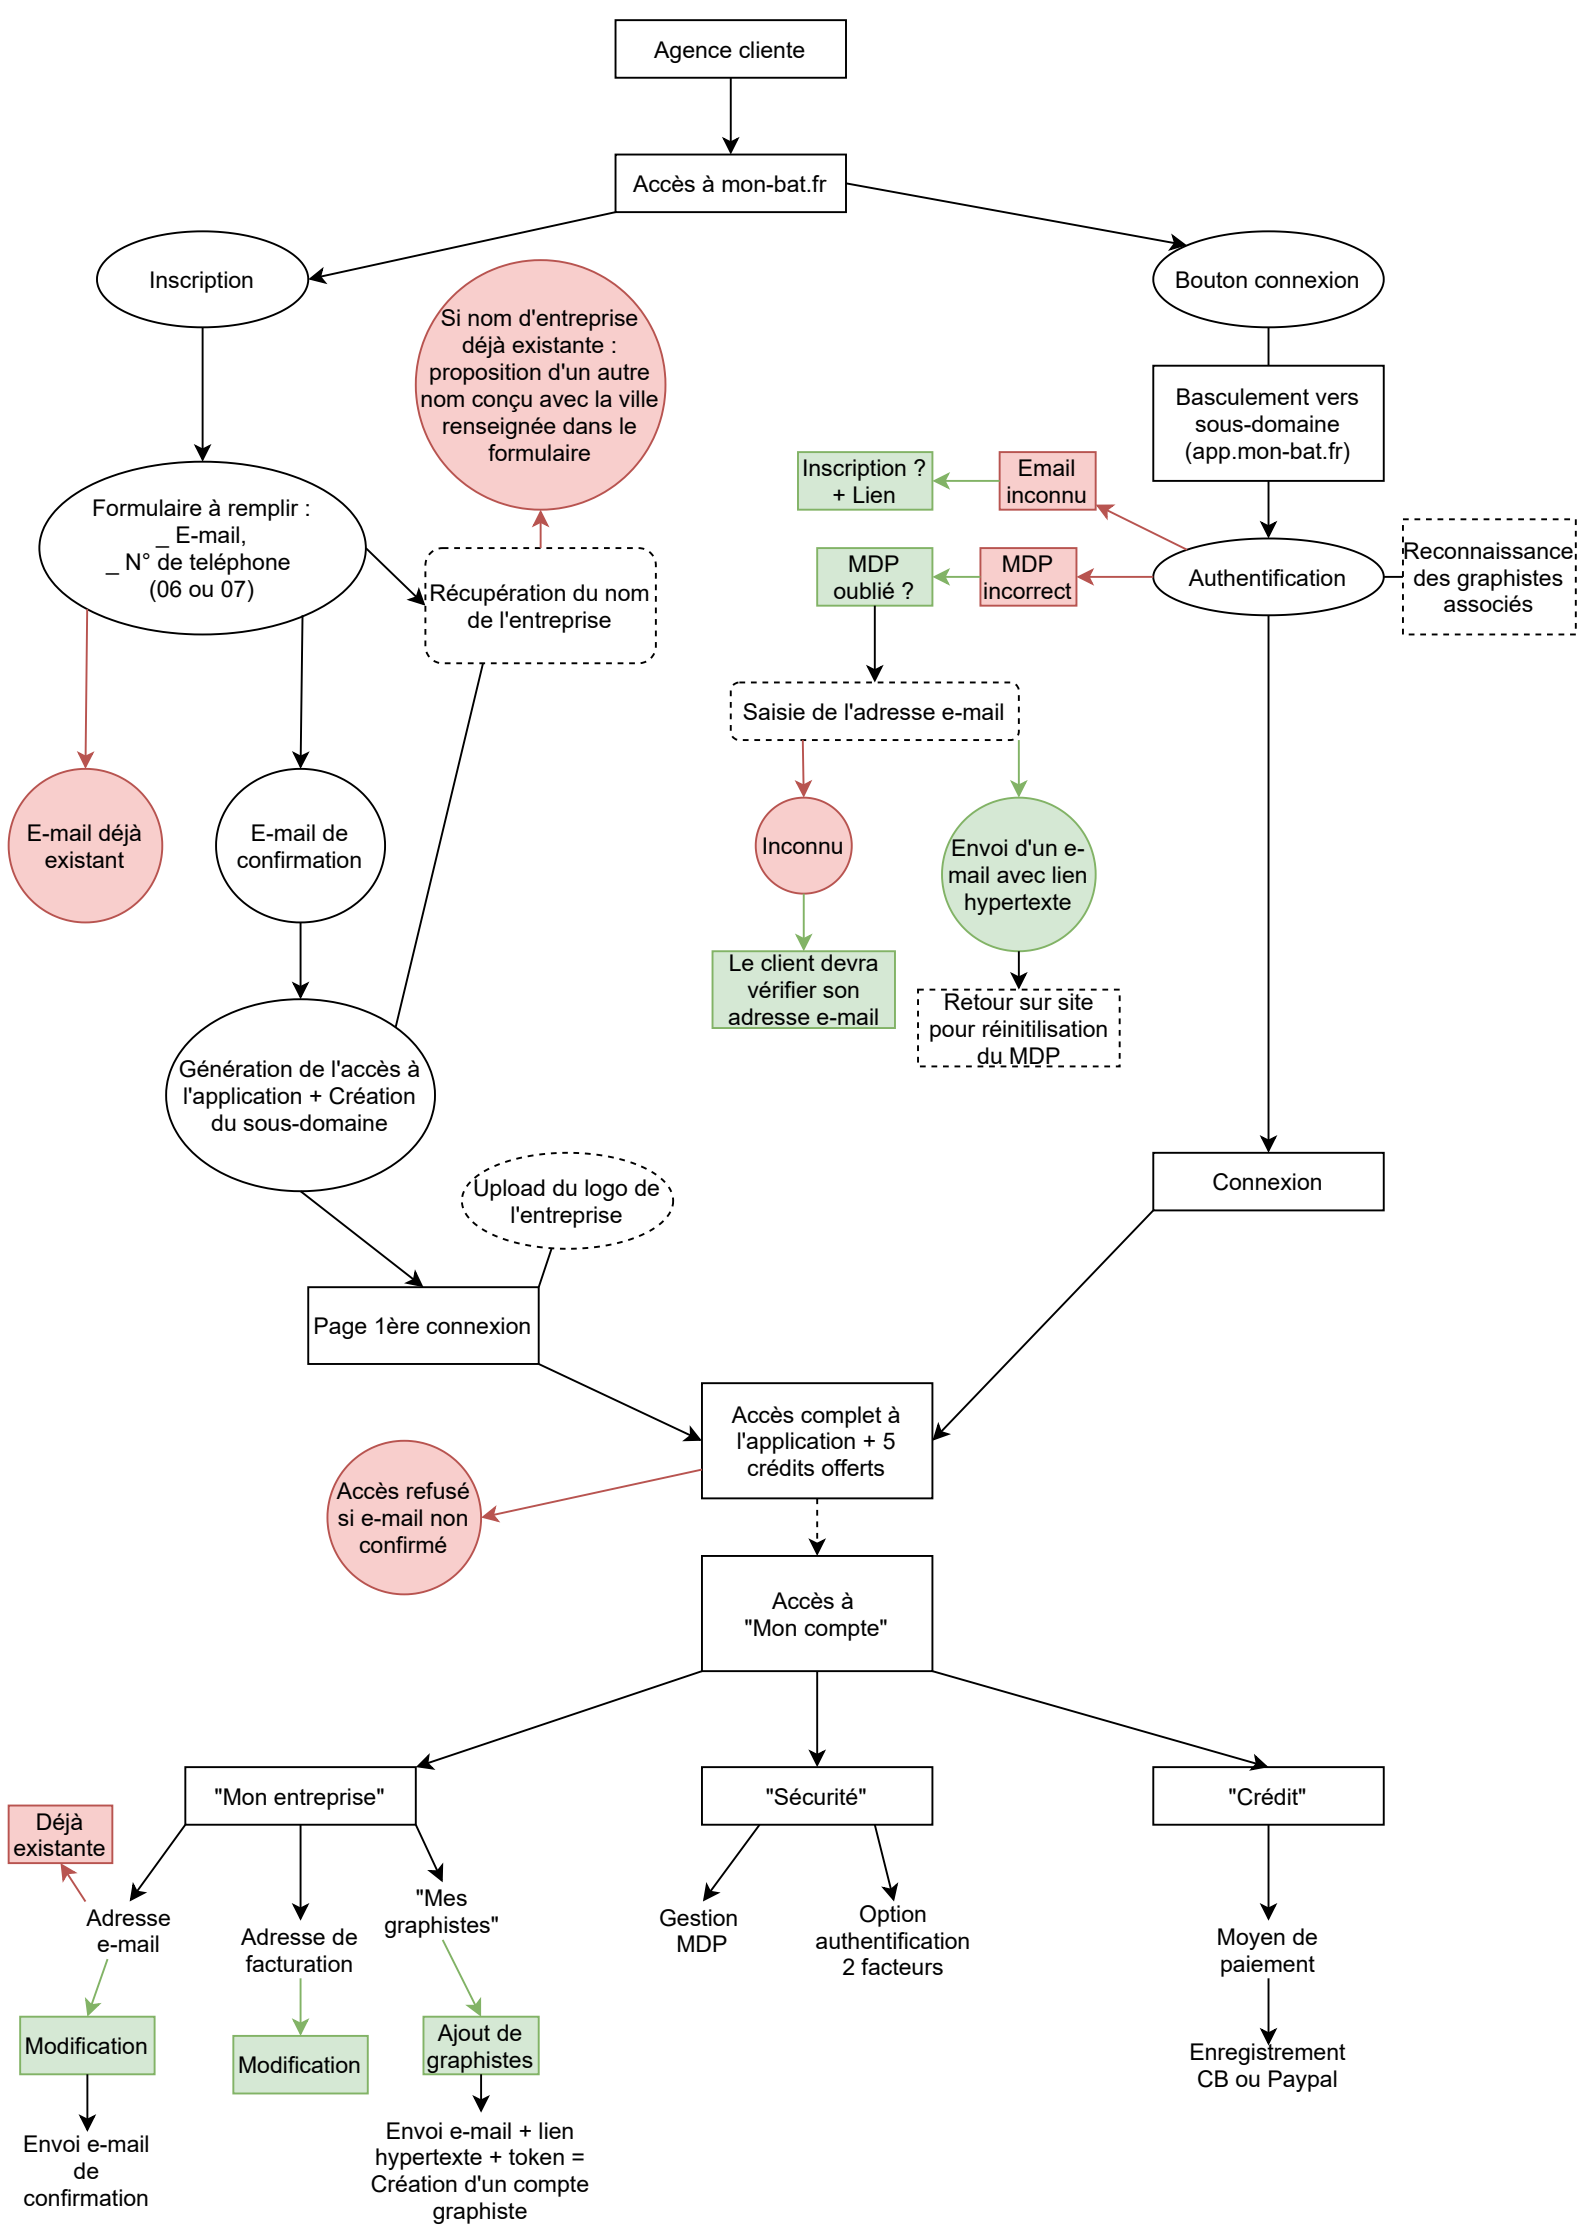 Agence cliente
Accès à mon-bat.fr
Inscription
Bouton connexion
Si nom d'entreprise
déjà existante :
proposition d'un autre
nom conçu avec la ville
renseignée dans le
formulaire
Basculement vers
sous-domaine
(app.mon-bat.fr)
Inscription ?
+ Lien
Email
inconnu
Formulaire à remplir :
_ E-mail,
_ N° de teléphone
(06 ou 07)
Récupération du nom
de l'entreprise
MDP
oublié ?
MDP
incorrect
Authentification
Reconnaissance
des graphistes
associés
Saisie de l'adresse e-mail
E-mail déjà
existant
E-mail de
confirmation
Inconnu
Envoi d'un e-
mail avec lien
hypertexte
Le client devra
vérifier son
adresse e-mail
Retour sur site
pour réinitilisation
du MDP
Génération de l'accès à
l'application + Création
du sous-domaine
Upload du logo de
l'entreprise
Connexion
Page 1ère connexion
Accès complet à
l'application + 5
crédits offerts
Accès refusé
si e-mail non
confirmé
Accès à
"Mon compte"
"Mon entreprise"
"Sécurité"
"Crédit"
Déjà
existante
Adresse
e-mail
Adresse de
facturation
"Mes
graphistes"
Gestion
MDP
Option
authentification
2 facteurs
Moyen de
paiement
Modification
Modification
Ajout de
graphistes
Enregistrement
CB ou Paypal
Envoi e-mail
de
confirmation
Envoi e-mail + lien
hypertexte + token =
Création d'un compte
graphiste